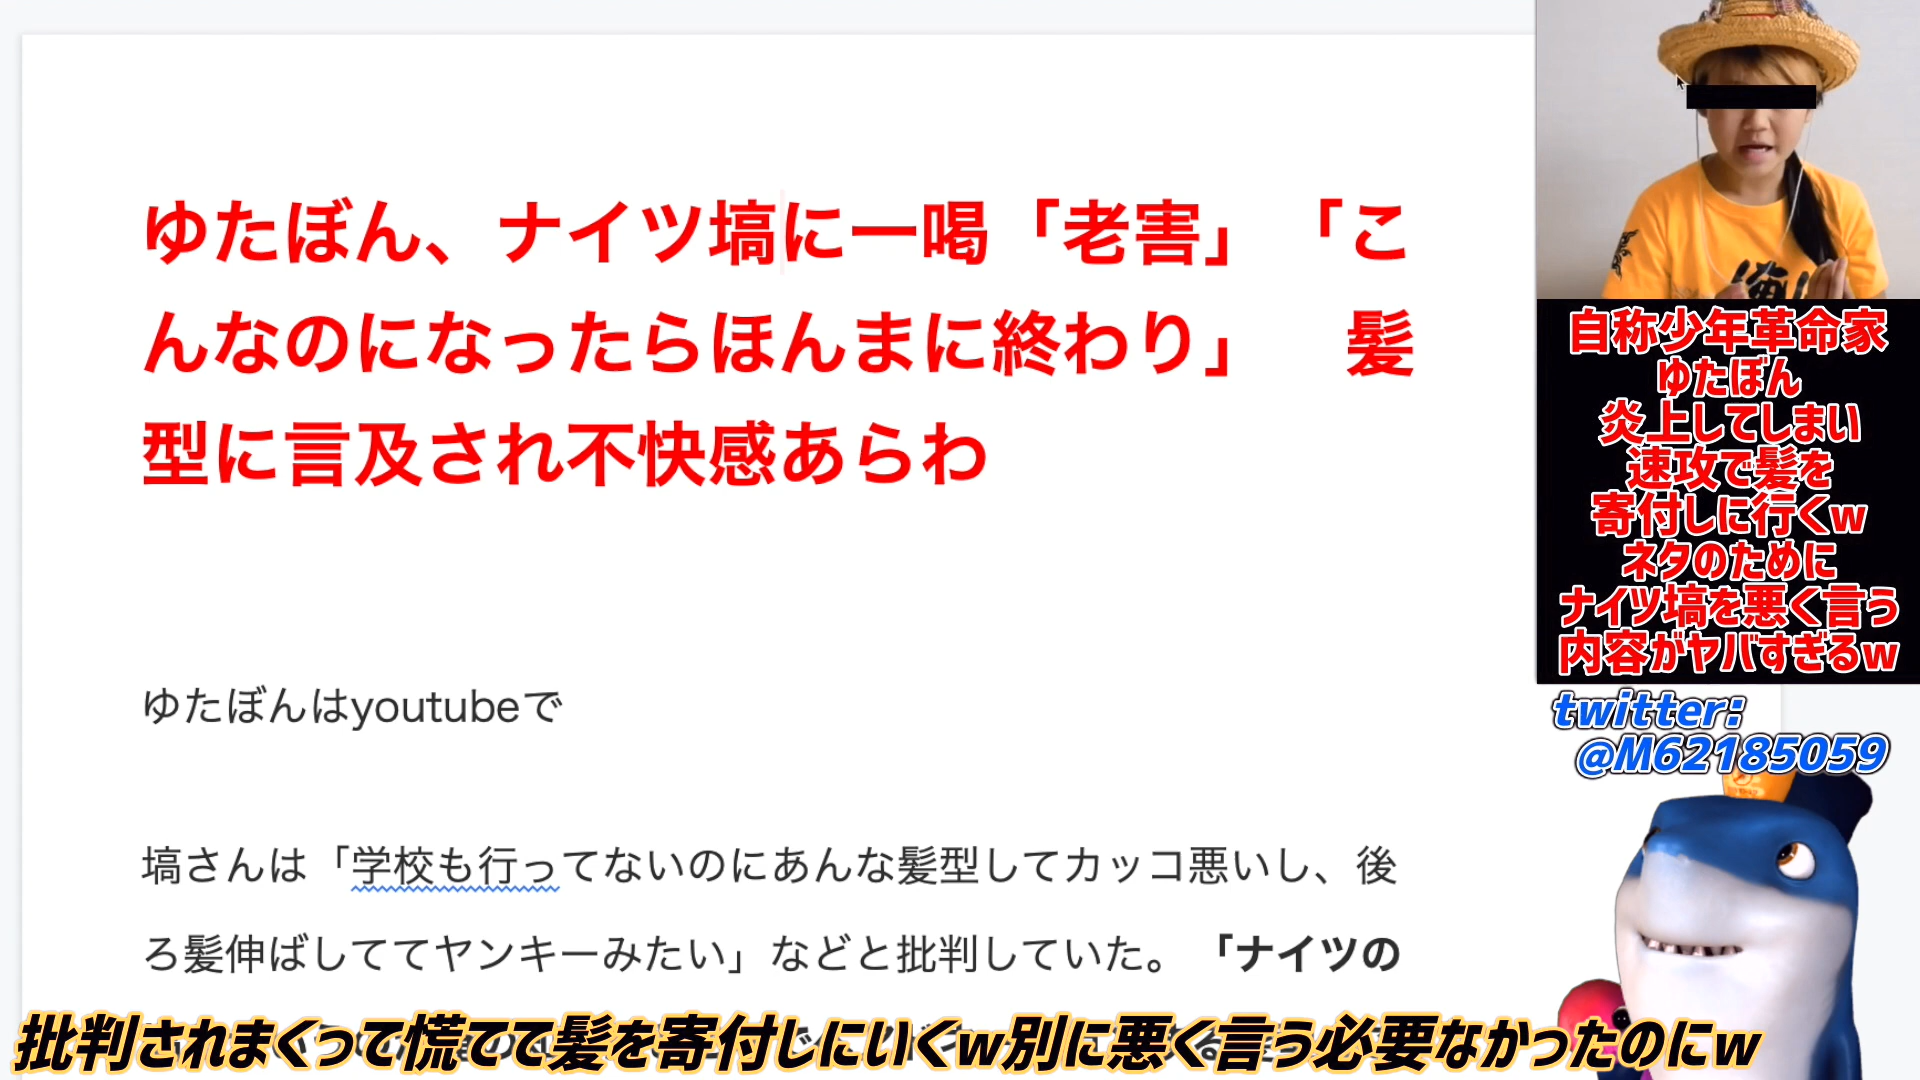 ゆたぼん、ナイツ塙に一喝「老害」「こ
んなのになったらほんまに終わり」 髪
型に言及され不快感あらわ
ゆたぼんはyoutubeで
塙さんは「学校も行ってないのにあんな髪型してカッコ悪いし、後
ろ髪伸ばしててヤンキーみたい」などと批判していた。「ナイツの
自称少年革命家
ゆたぼん
炎上してしまい
速攻で髪を
寄付しに行くw
ネタのために
ナイツ塙を悪く言う
内容がヤバすぎるw
twitter:
@M62185059
批判されまくって慌てて髪を寄付しにいくw別に悪く言う必要なかったのにw